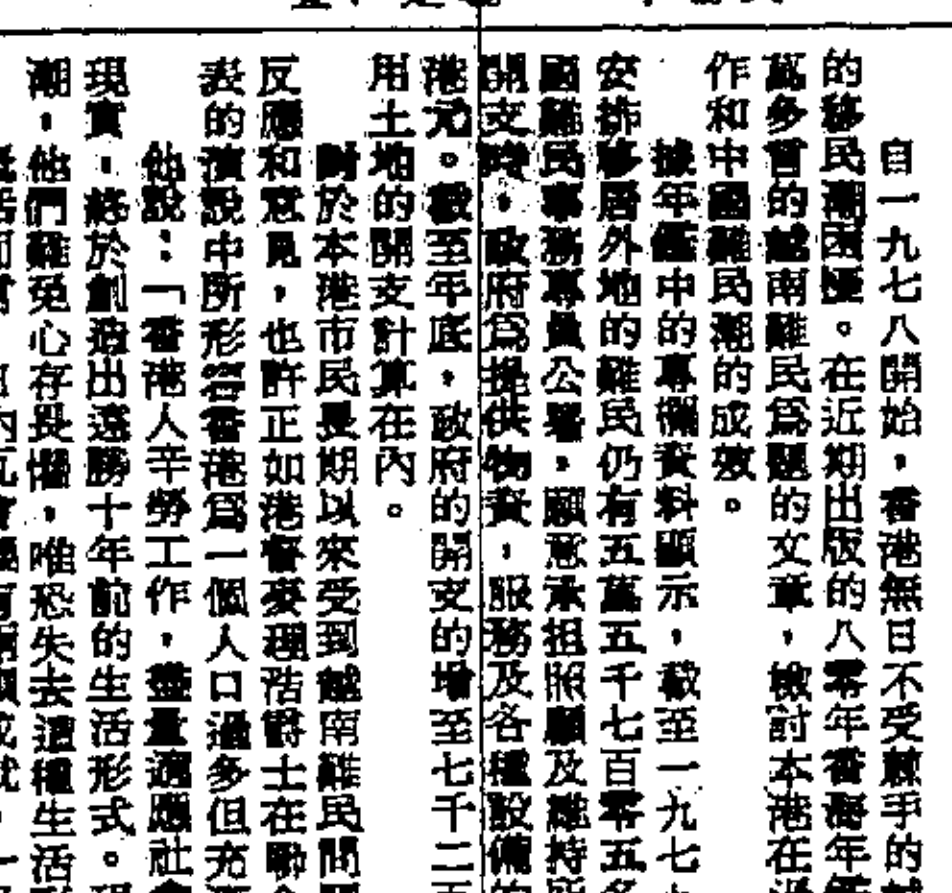 自一九七八開始，香港無日不受棘手的
的移民潮困擾。在近期出版的八零年香港年
萬多冒的越南難民為題的文章，檢討本港在
作和中國難民潮的成效。
據年鑑中的專欄資料顯示，截至一九七
安排移居外地的難民仍有五萬五千七百零五
國難民事務專員公署，願意承担照顧及維持
開支時，政府為提供物資，服務及各種設備的
港元。截至年底，政府的開支的增至七千二
用土地的開支計算在內。
對於本港市民長期以來受到越南難民問
反應和意見，也許正如港督麥理浩爵士在聯
表的演說中所形容香港為一個人口過多但充
他說：「香港人辛勞工作，盡量適應社
現實，終於創造出遠勝十年前的生活形式。
潮，他們難免心存畏懼，唯恐失去這種生活